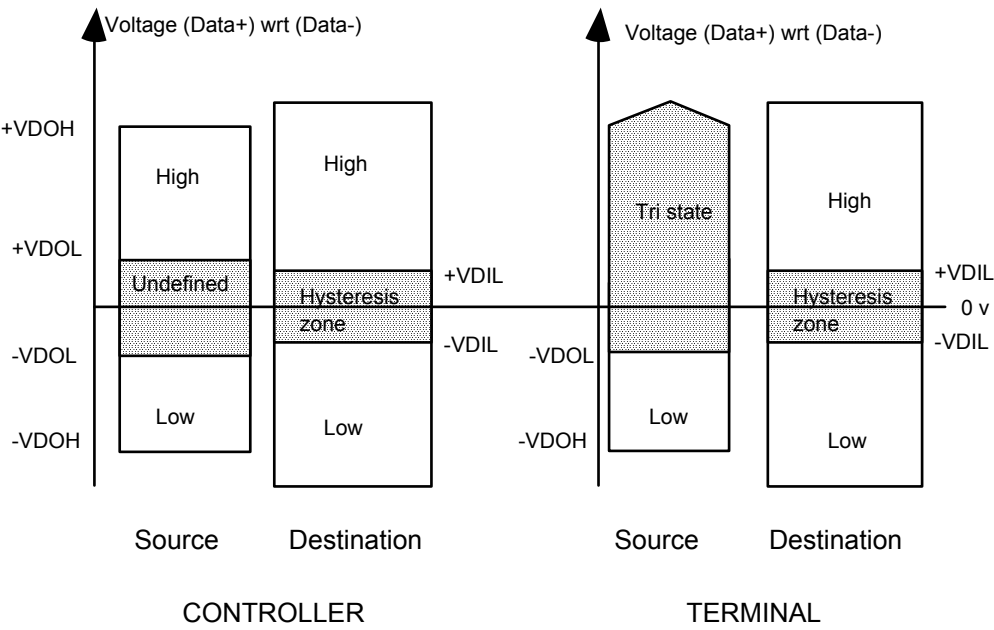 Voltage (Data+) wrt (Data-)
+VDOH
High
High
+VDOL
Undefined
+VDIL
Hysteresis
zone
-VDOL
-VDIL
Low
Low
-VDOH
Source
Destination
CONTROLLER
Voltage (Data+) wrt (Data-)
Tri state
High
+VDIL
Hysteresis
zone
0 v
-VDOL
-VDIL
Low
Low
-VDOH
Source
Destination
TERMINAL